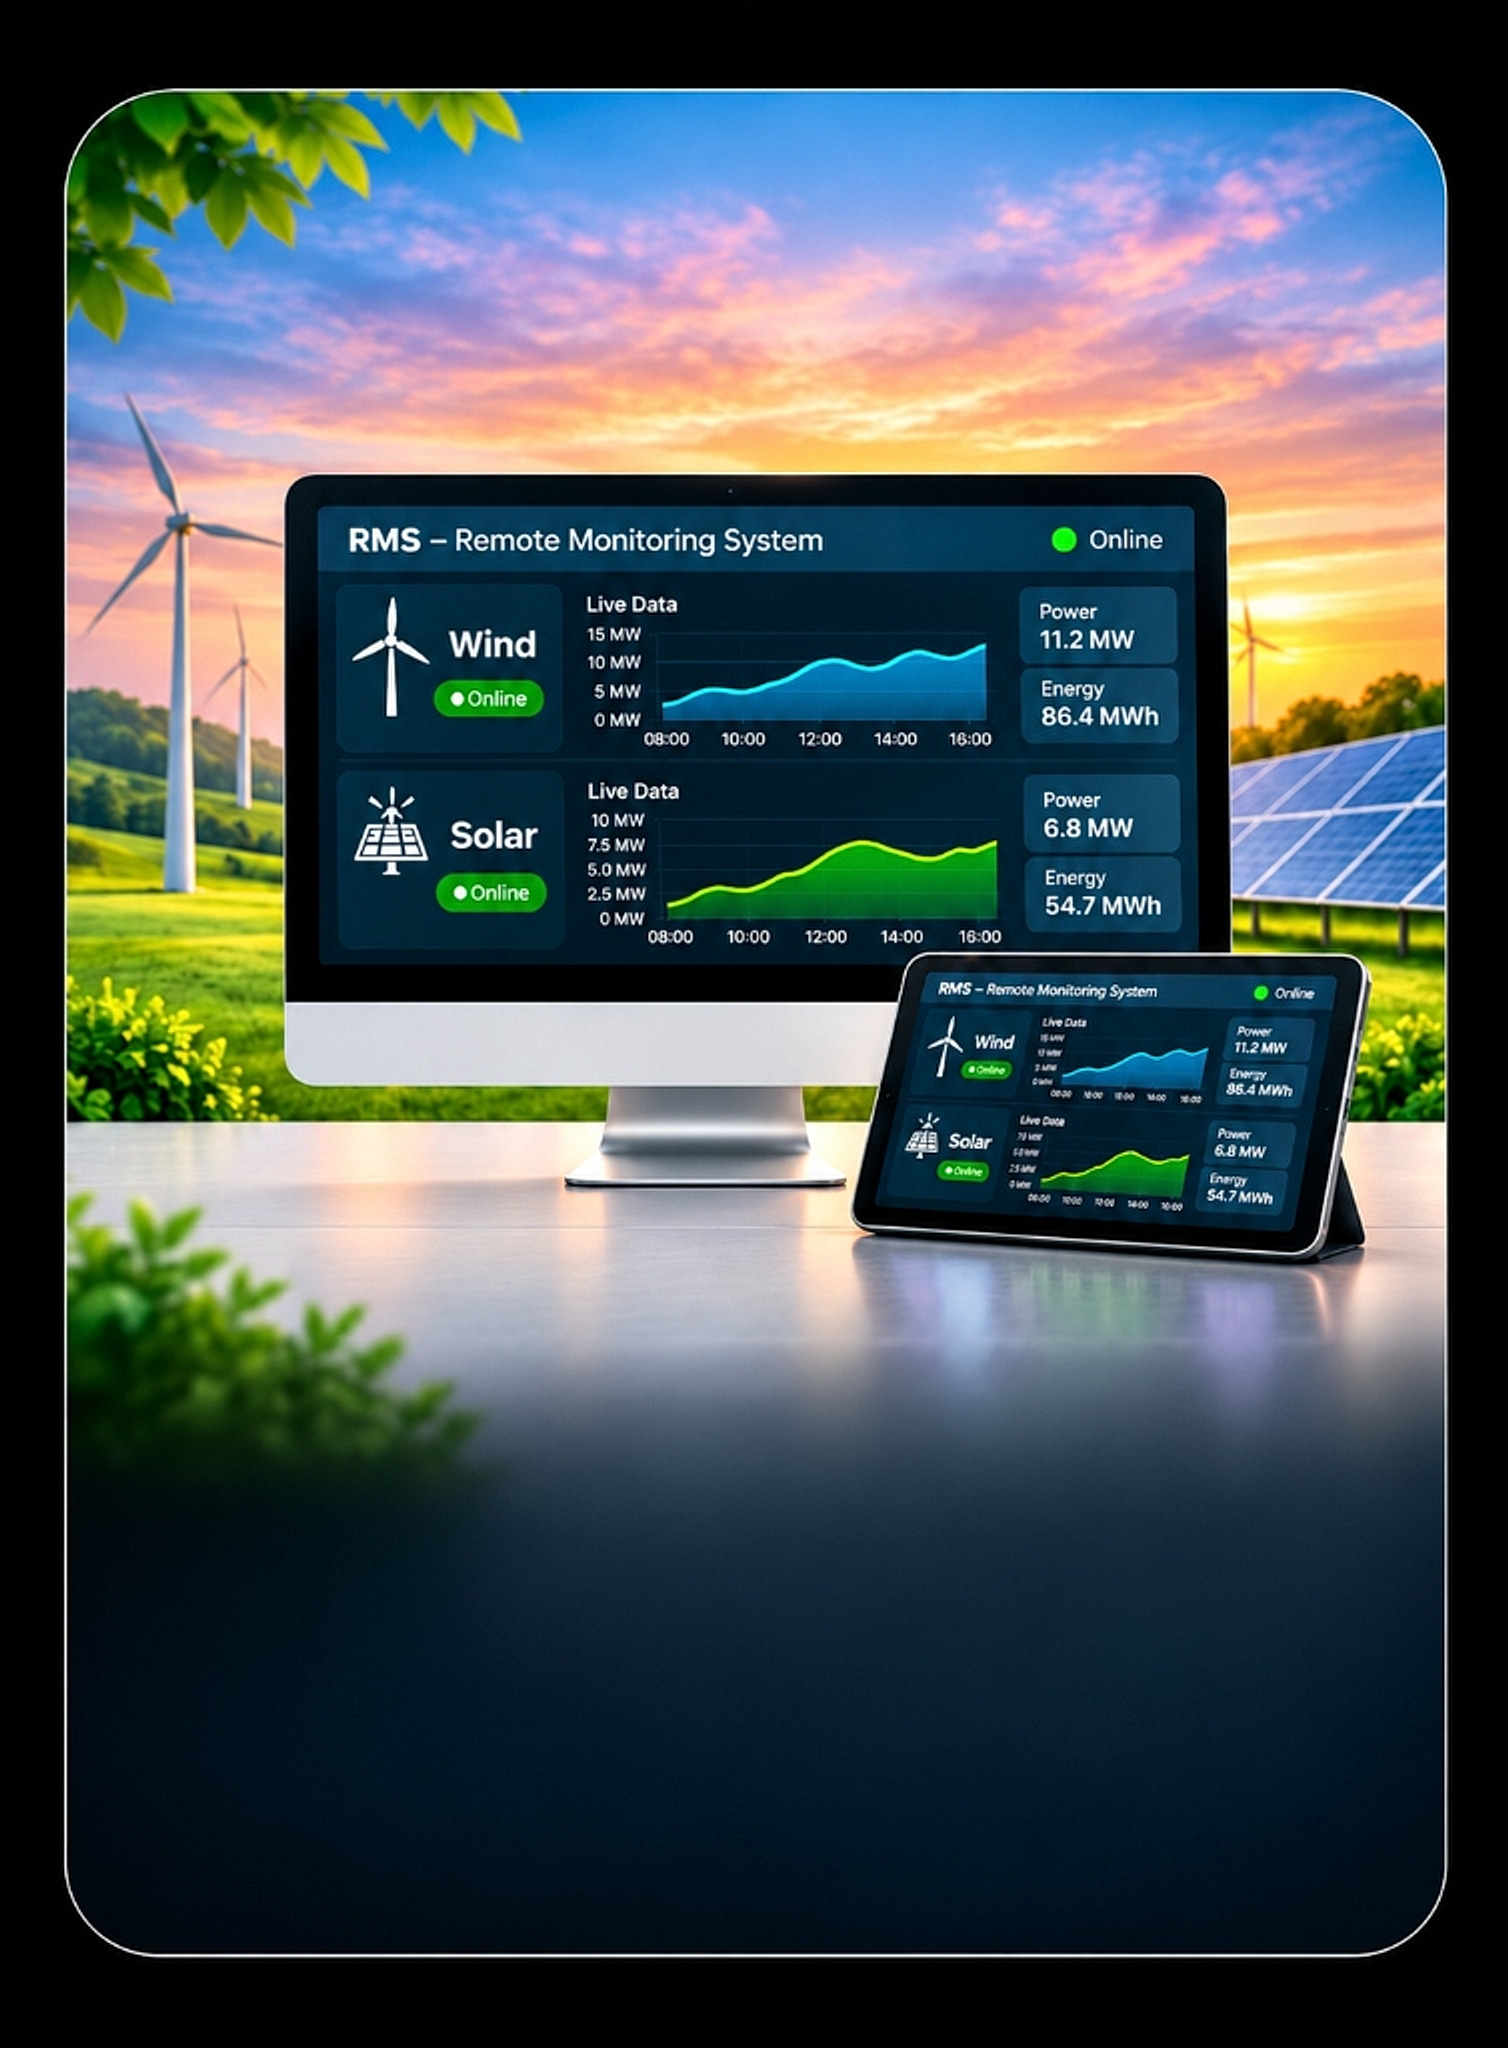 RMS – Remote Monitoring System
Online
Wind
Online
Live Data
15 MW
10 MW
5 MW
0 MW
08:00 10:00 12:00 14:00 16:00
Power
11.2 MW
Energy
86.4 MWh
Solar
Online
Live Data
10 MW
7.5 MW
5.0 MW
2.5 MW
0 MW
08:00 10:00 12:00 14:00 16:00
Power
6.8 MW
Energy
54.7 MWh
RMS – Remote Monitoring System
Online
Wind
Online
Live Data
Power
11.2 MW
Energy
86.4 MWh
Solar
Online
Live Data
Power
6.8 MW
Energy
54.7 MWh